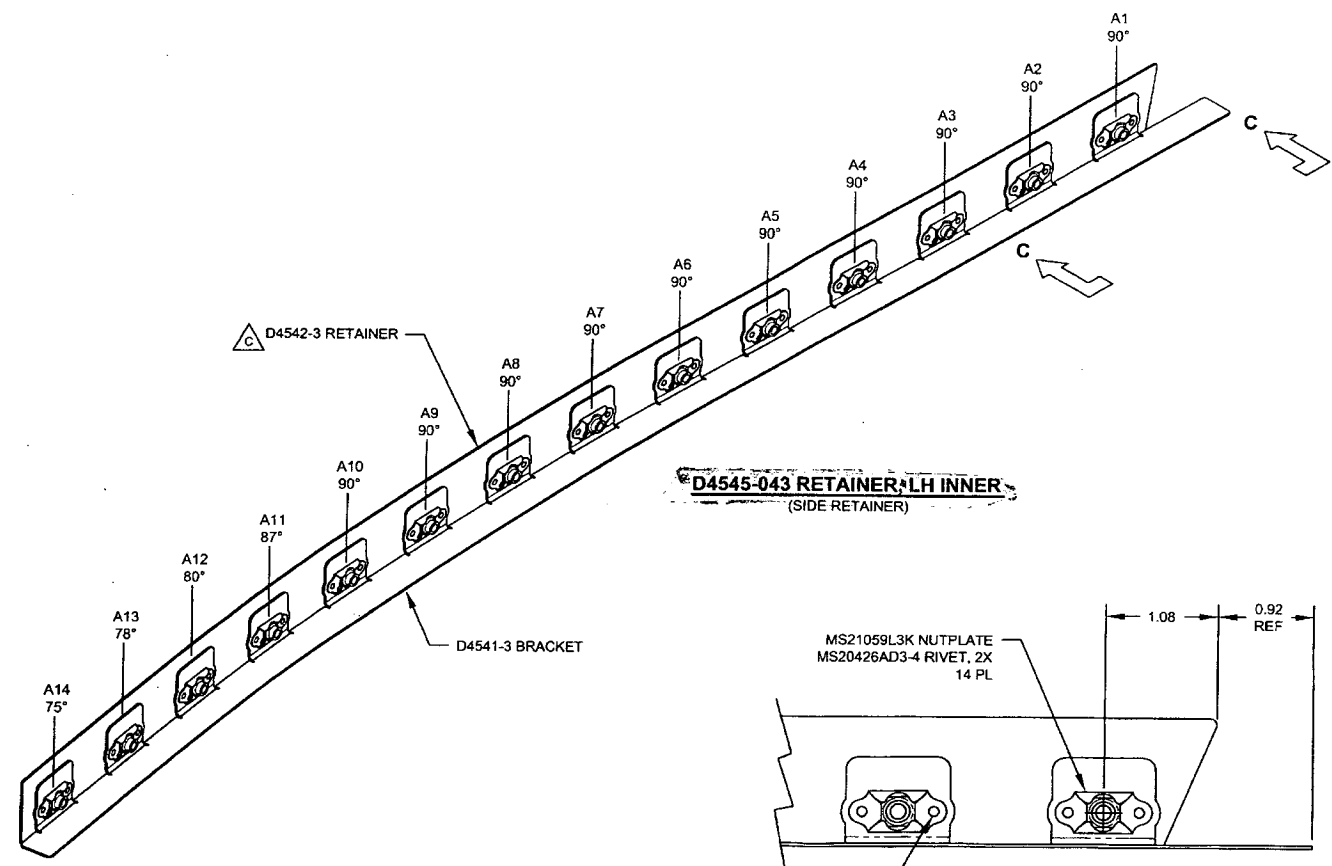 A1
90°
A2
90°
A3
90°
A4
90°
A5
90°
A6
90°
A7
90°
A8
90°
A9
90°
A10
90°
A11
87°
A12
80°
A13
78°
A14
75°
C
C
C D4542-3 RETAINER
D4545-043 RETAINER, LH INNER
(SIDE RETAINER)
D4541-3 BRACKET
MS21059L3K NUTPLATE
MS20426AD3-4 RIVET, 2X
14 PL
1.08
0.92
REF